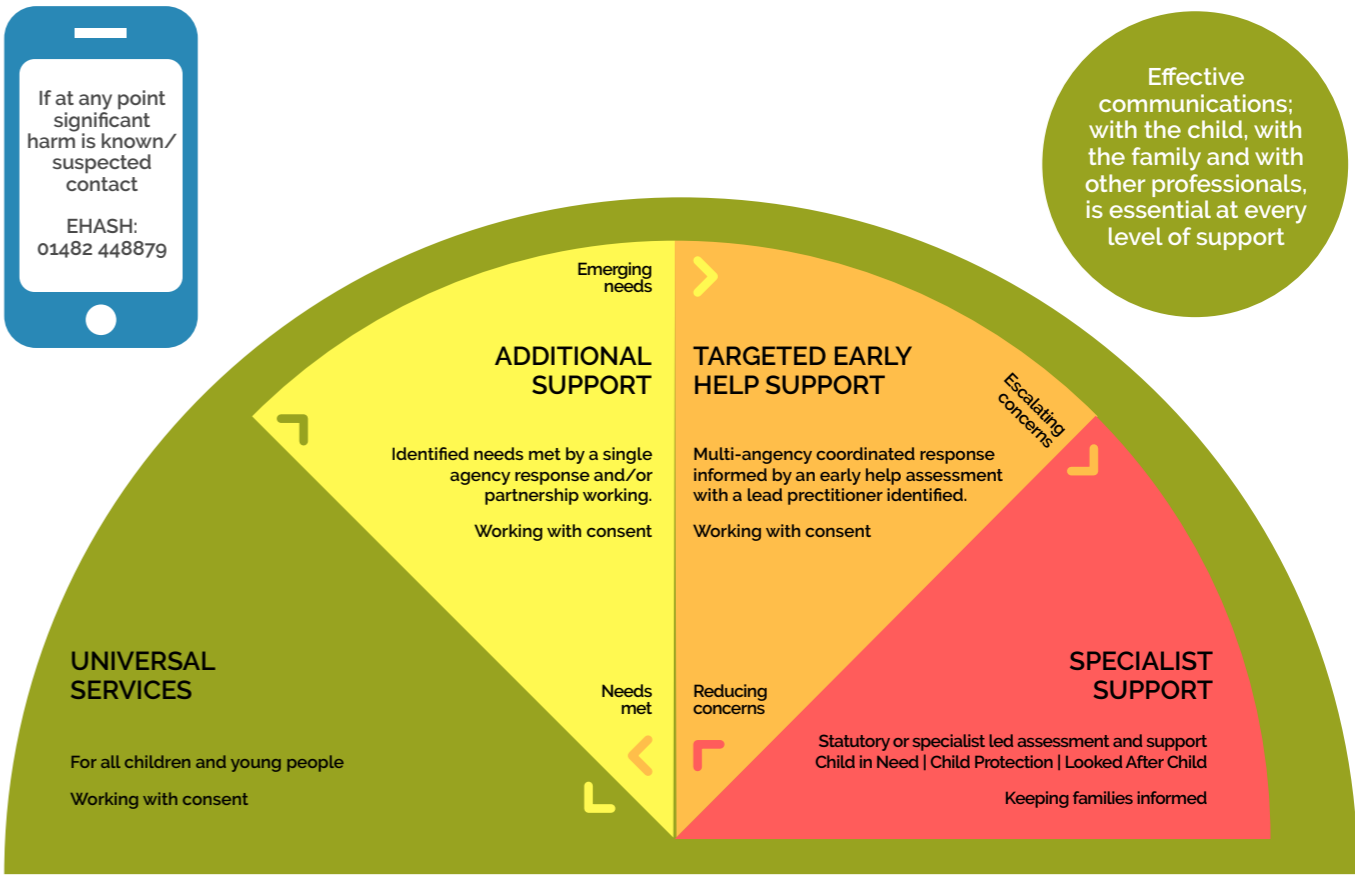 If at any point
significant
harm is known/
suspected
contact
EHASH:
01482 448879
Effective
communications;
with the child, with
the family and with
other professionals,
is essential at every
level of support
Emerging
needs
ADDITIONAL
SUPPORT
Identified needs met by a single
agency response and/or
partnership working.
Working with consent
TARGETED EARLY
HELP SUPPORT
Escalating
concerns
Multi-angency coordinated response
informed by an early help assessment
with a lead prectitioner identified.
Working with consent
UNIVERSAL
SERVICES
For all children and young people
Working with consent
Needs
met
Reducing
concerns
SPECIALIST
SUPPORT
Statutory or specialist led assessment and support
Child in Need | Child Protection | Looked After Child
Keeping families informed